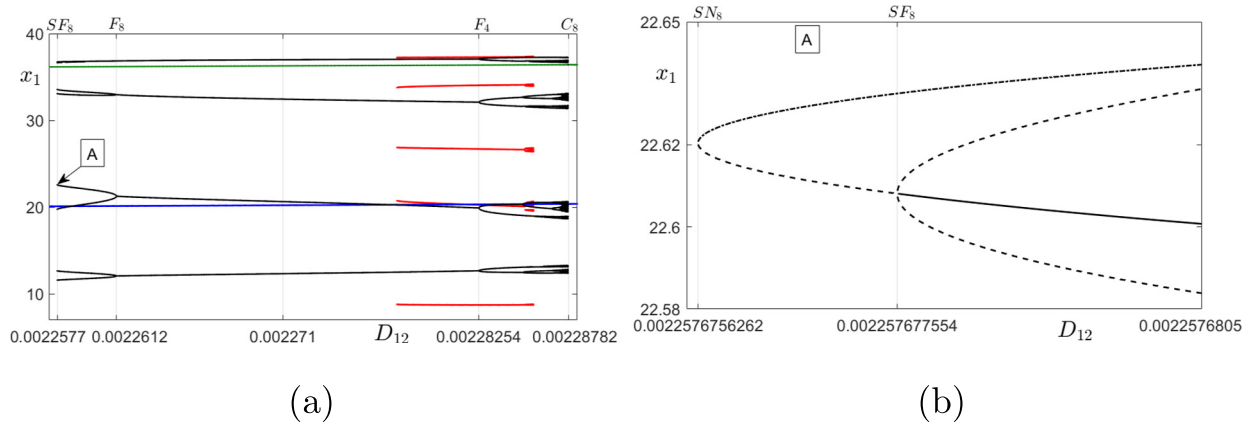 SF₈ F₈ F₄ C₈
40
x₁
30
A
20
10
0.0022577 0.0022612 0.002271 D₁₂ 0.00228254 0.00228782
(a)
SN₈ SF₈
22.65
A
x₁
22.62
22.6
22.58
0.0022576756262 0.002257677554 D₁₂ 0.0022576805
(b)